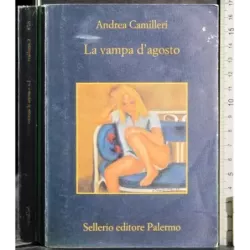 Andrea Camilleri
La vampa d'agosto
Sellerio editore Palermo